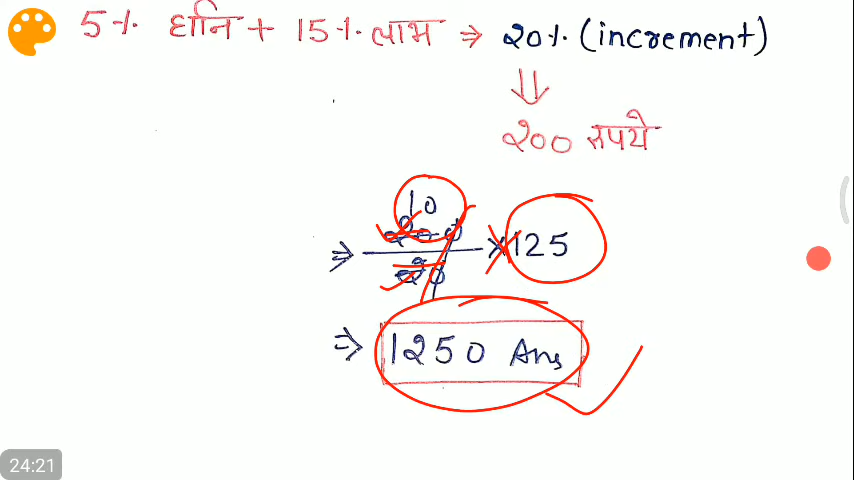 5% हानि + 15% लाभ ⇒ 20% (increment)
⇓
200 रुपये
10
⇒ 200/20 × 125
⇒ 1250 Ans
24:21